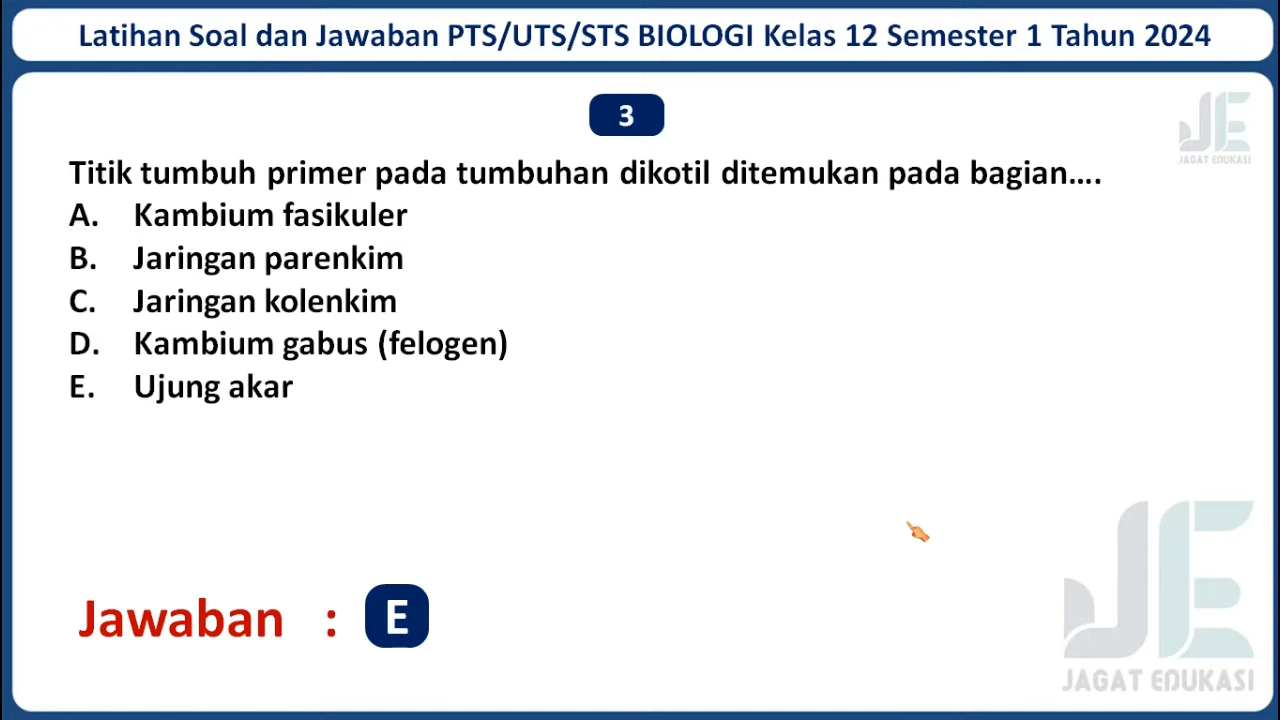 Latihan Soal dan Jawaban PTS/UTS/STS BIOLOGI Kelas 12 Semester 1 Tahun 2024
3
JE
JAGAT EDUKASI
Titik tumbuh primer pada tumbuhan dikotil ditemukan pada bagian....
A. Kambium fasikuler
B. Jaringan parenkim
C. Jaringan kolenkim
D. Kambium gabus (felogen)
E. Ujung akar
Jawaban : E
JE
JAGAT EDUKASI